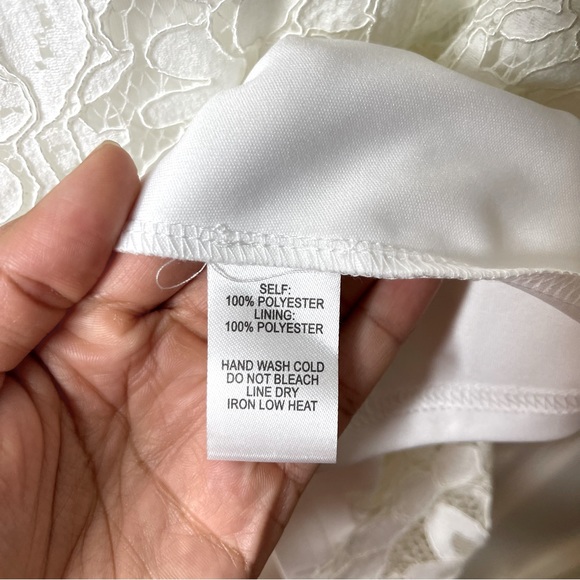 SELF:
100% POLYESTER
LINING:
100% POLYESTER
HAND WASH COLD
DO NOT BLEACH
LINE DRY
IRON LOW HEAT